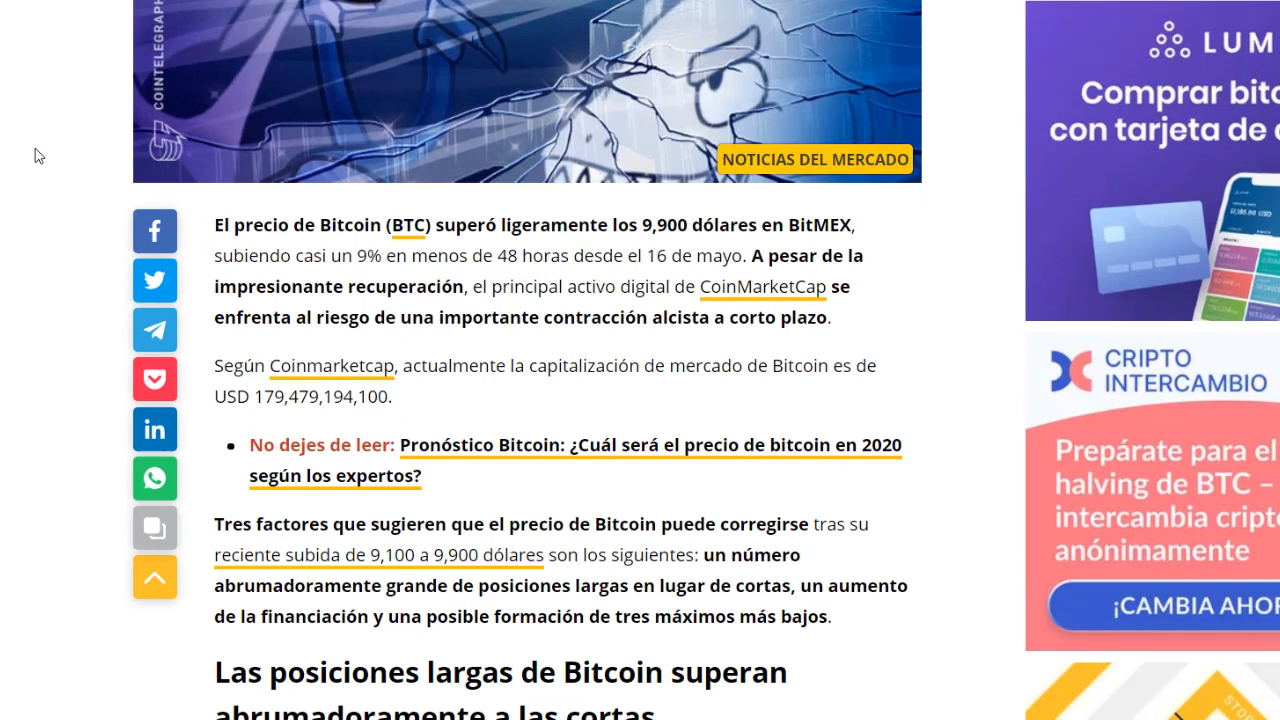 COINTELEGRAPH
NOTICIAS DEL MERCADO
El precio de Bitcoin (BTC) superó ligeramente los 9,900 dólares en BitMEX,
subiendo casi un 9% en menos de 48 horas desde el 16 de mayo. A pesar de la
impresionante recuperación, el principal activo digital de CoinMarketCap se
enfrenta al riesgo de una importante contracción alcista a corto plazo.
Según Coinmarketcap, actualmente la capitalización de mercado de Bitcoin es de
USD 179,479,194,100.
No dejes de leer: Pronóstico Bitcoin: ¿Cuál será el precio de bitcoin en 2020
según los expertos?
Tres factores que sugieren que el precio de Bitcoin puede corregirse tras su
reciente subida de 9,100 a 9,900 dólares son los siguientes: un número
abrumadoramente grande de posiciones largas en lugar de cortas, un aumento
de la financiación y una posible formación de tres máximos más bajos.
Las posiciones largas de Bitcoin superan
abrumadoramente a las cortas
LUM
Comprar bitc
con tarjeta de
CRIPTO
INTERCAMBIO
Prepárate para el
halving de BTC –
intercambia cripto
anónimamente
¡CAMBIA AHOR
STOP